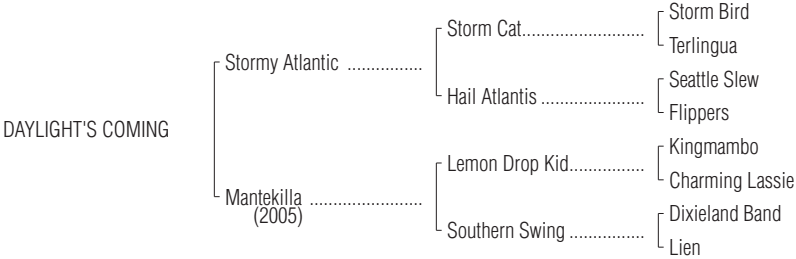 Storm Bird
Storm Cat........................
Terlingua
Stormy Atlantic ...............
Seattle Slew
Hail Atlantis .....................
Flippers
DAYLIGHT'S COMING
Kingmambo
Lemon Drop Kid...............
Charming Lassie
Mantekilla ......................
(2005)
Dixieland Band
Southern Swing ...............
Lien